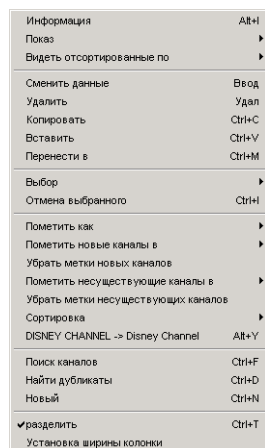 Информация Alt+I
Показ
Видеть отсортированные по
Сменить данные Ввод
Удалить Удал
Копировать Ctrl+C
Вставить Ctrl+V
Перенести в Ctrl+M
Выбор
Отмена выбранного Ctrl+I
Пометить как
Пометить новые каналы в
Убрать метки новых каналов
Пометить несуществующие каналы в
Убрать метки несуществующих каналов
Сортировка
DISNEY CHANNEL -> Disney Channel Alt+Y
Поиск каналов Ctrl+F
Найти дубликаты Ctrl+D
Новый Ctrl+N
разделить Ctrl+T
Установка ширины колонки